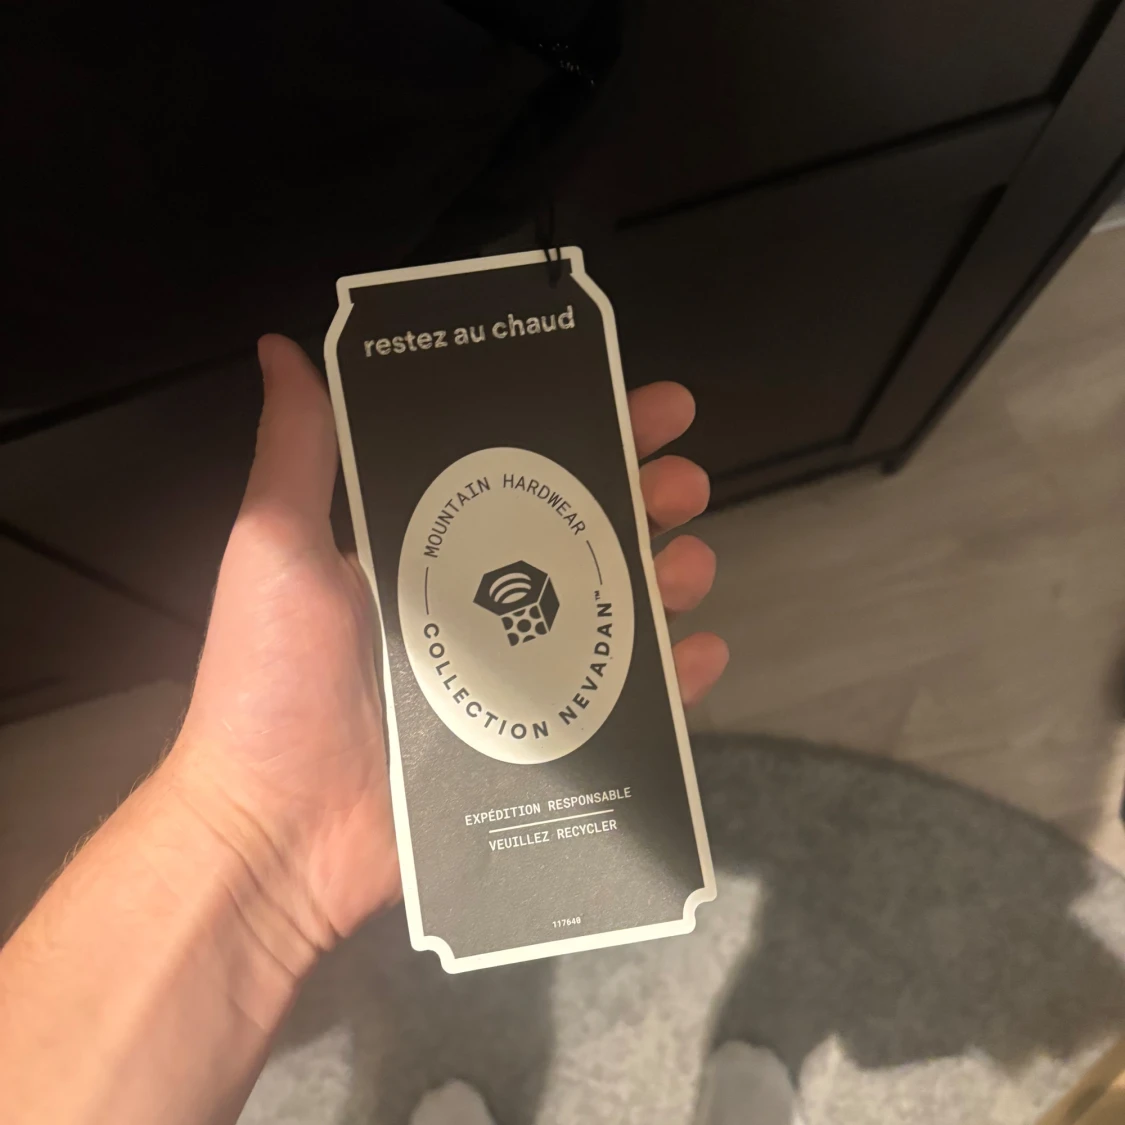 restez au chaud
MOUNTAIN HARDWEAR
COLLECTION NEVADAN™
EXPÉDITION RESPONSABLE
VEUILLEZ RECYCLER
117640